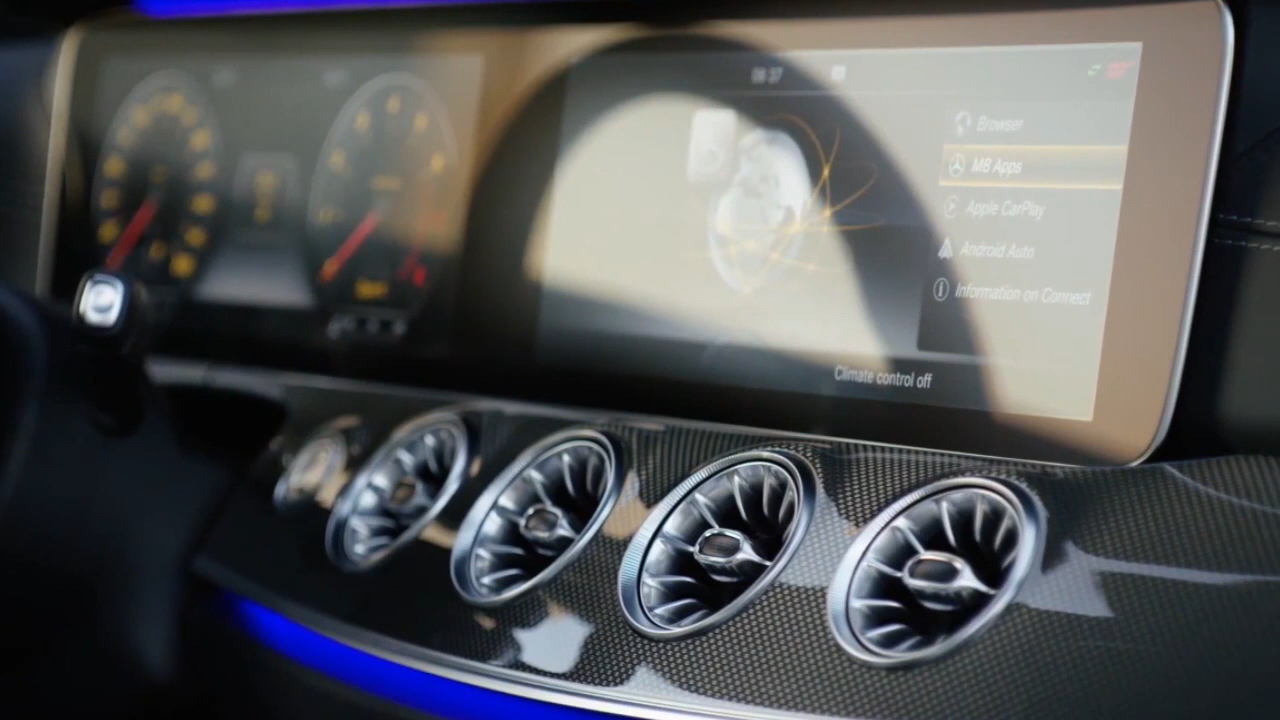 08 37
Browser
MB Apps
Apple CarPlay
Android Auto
Information on Connect
Climate control off